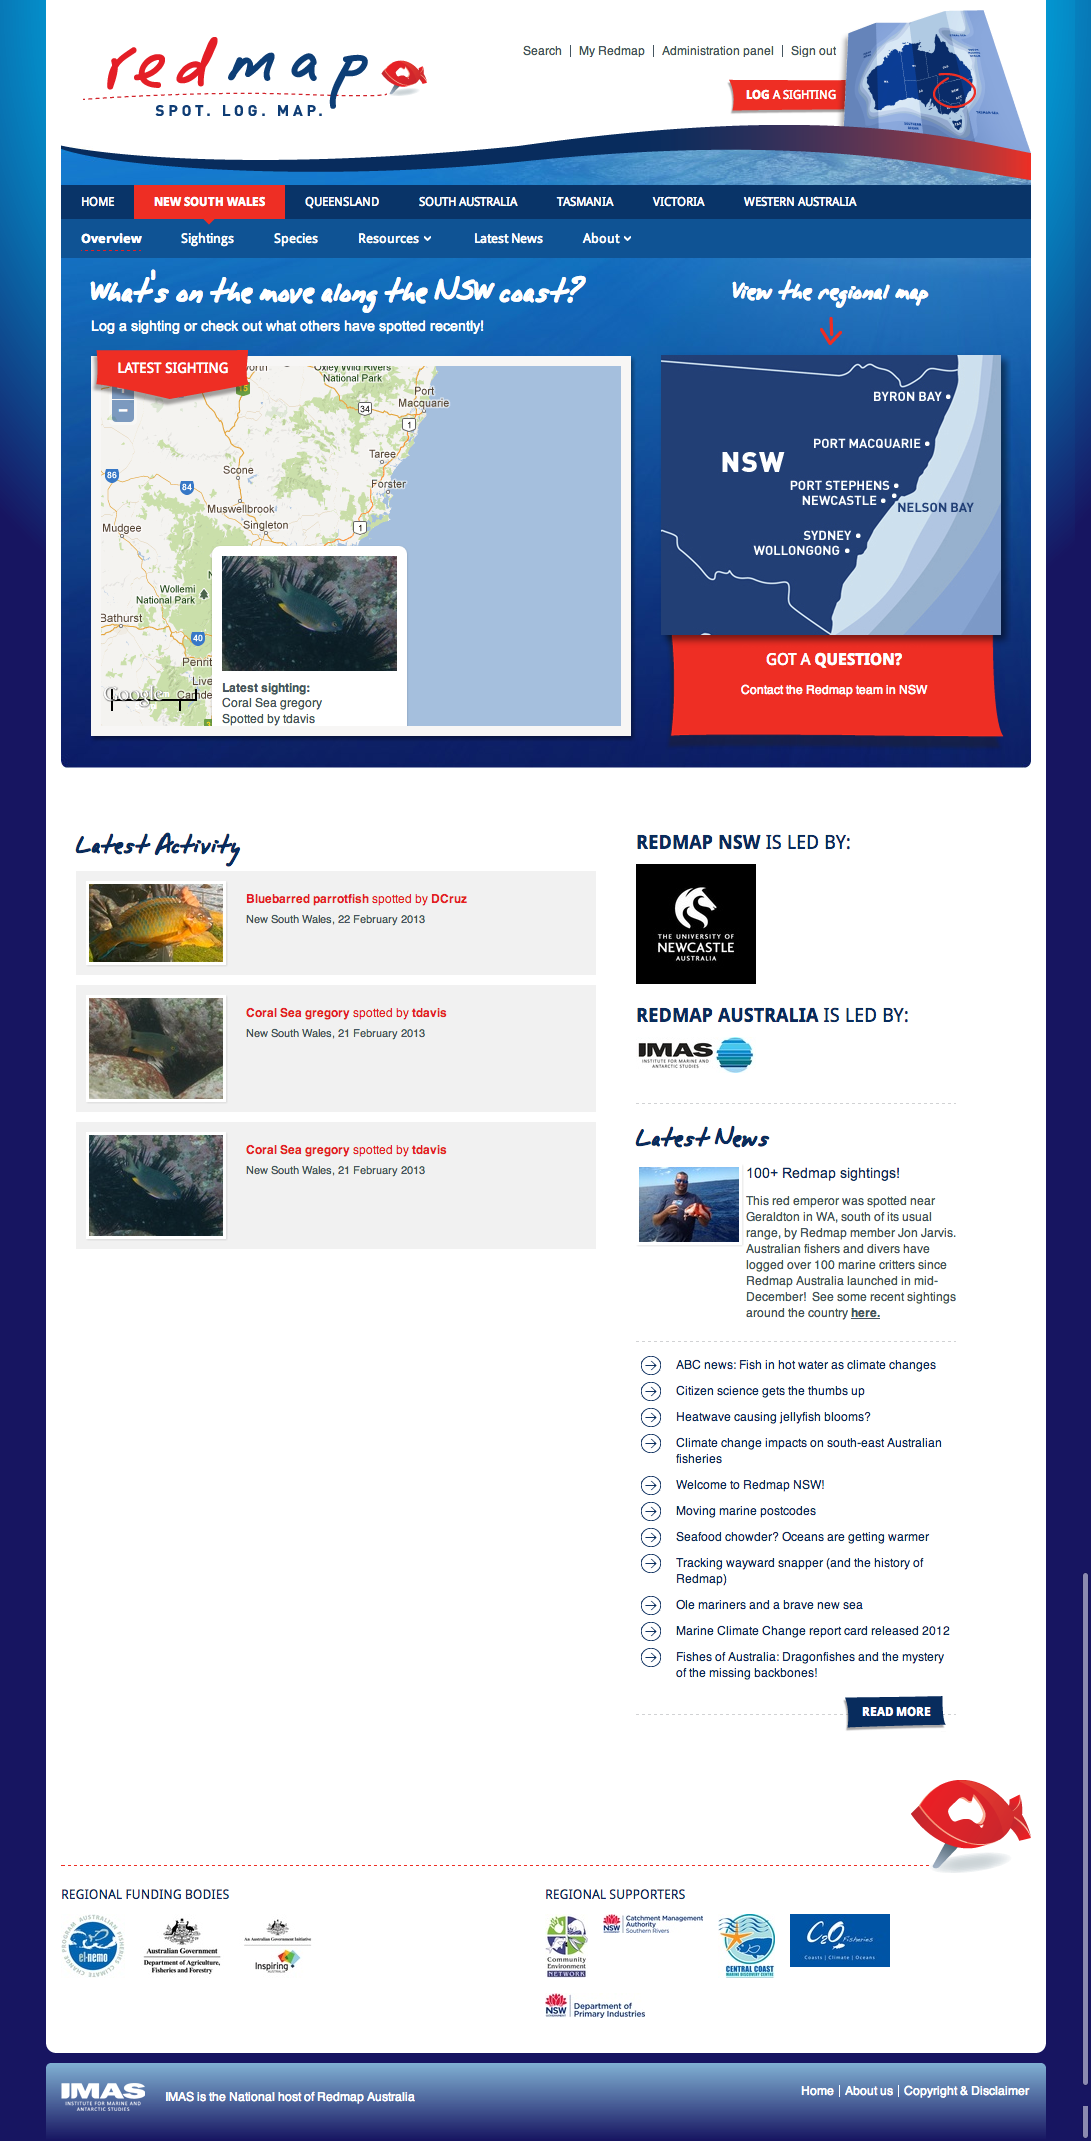 redmap
SPOT. LOG. MAP.
Search | My Redmap | Administration panel | Sign out
LOG A SIGHTING
HOME
NEW SOUTH WALES
QUEENSLAND
SOUTH AUSTRALIA
TASMANIA
VICTORIA
WESTERN AUSTRALIA
Overview
Sightings
Species
Resources
Latest News
About
What's on the move along the NSW coast?
Log a sighting or check out what others have spotted recently!
View the regional map
LATEST SIGHTING
Oxley Wild Rivers
National Park
15
Port
Macquarie
34
1
Taree
Scone
86
84
Forster
Muswellbrook
Singleton
Mudgee
1
Wollemi
National Park
Bathurst
40
Penrit
Live
Camde
Google
Latest sighting:
Coral Sea gregory
Spotted by tdavis
BYRON BAY
PORT MACQUARIE
NSW
PORT STEPHENS
NEWCASTLE
NELSON BAY
SYDNEY
WOLLONGONG
GOT A QUESTION?
Contact the Redmap team in NSW
Latest Activity
Bluebarred parrotfish spotted by DCruz
New South Wales, 22 February 2013
Coral Sea gregory spotted by tdavis
New South Wales, 21 February 2013
Coral Sea gregory spotted by tdavis
New South Wales, 21 February 2013
REDMAP NSW IS LED BY:
THE UNIVERSITY OF
NEWCASTLE
AUSTRALIA
REDMAP AUSTRALIA IS LED BY:
IMAS
INSTITUTE FOR MARINE AND
ANTARCTIC STUDIES
Latest News
100+ Redmap sightings!
This red emperor was spotted near
Geraldton in WA, south of its usual
range, by Redmap member Jon Jarvis.
Australian fishers and divers have
logged over 100 marine critters since
Redmap Australia launched in mid-
December!  See some recent sightings
around the country here.
ABC news: Fish in hot water as climate changes
Citizen science gets the thumbs up
Heatwave causing jellyfish blooms?
Climate change impacts on south-east Australian
fisheries
Welcome to Redmap NSW!
Moving marine postcodes
Seafood chowder? Oceans are getting warmer
Tracking wayward snapper (and the history of
Redmap)
Ole mariners and a brave new sea
Marine Climate Change report card released 2012
Fishes of Australia: Dragonfishes and the mystery
of the missing backbones!
READ MORE
REGIONAL FUNDING BODIES
el-nemo
Australian Government
Department of Agriculture,
Fisheries and Forestry
An Australian Government Initiative
Inspiring
REGIONAL SUPPORTERS
Community
Environment
NETWORK
NSW
Catchment Management
Authority
Southern Rivers
CENTRAL COAST
MARINE DISCOVERY CENTRE
C2O Fisheries
Coasts | Climate | Oceans
NSW
Department of
Primary Industries
IMAS
INSTITUTE FOR MARINE AND
ANTARCTIC STUDIES
IMAS is the National host of Redmap Australia
Home | About us | Copyright & Disclaimer